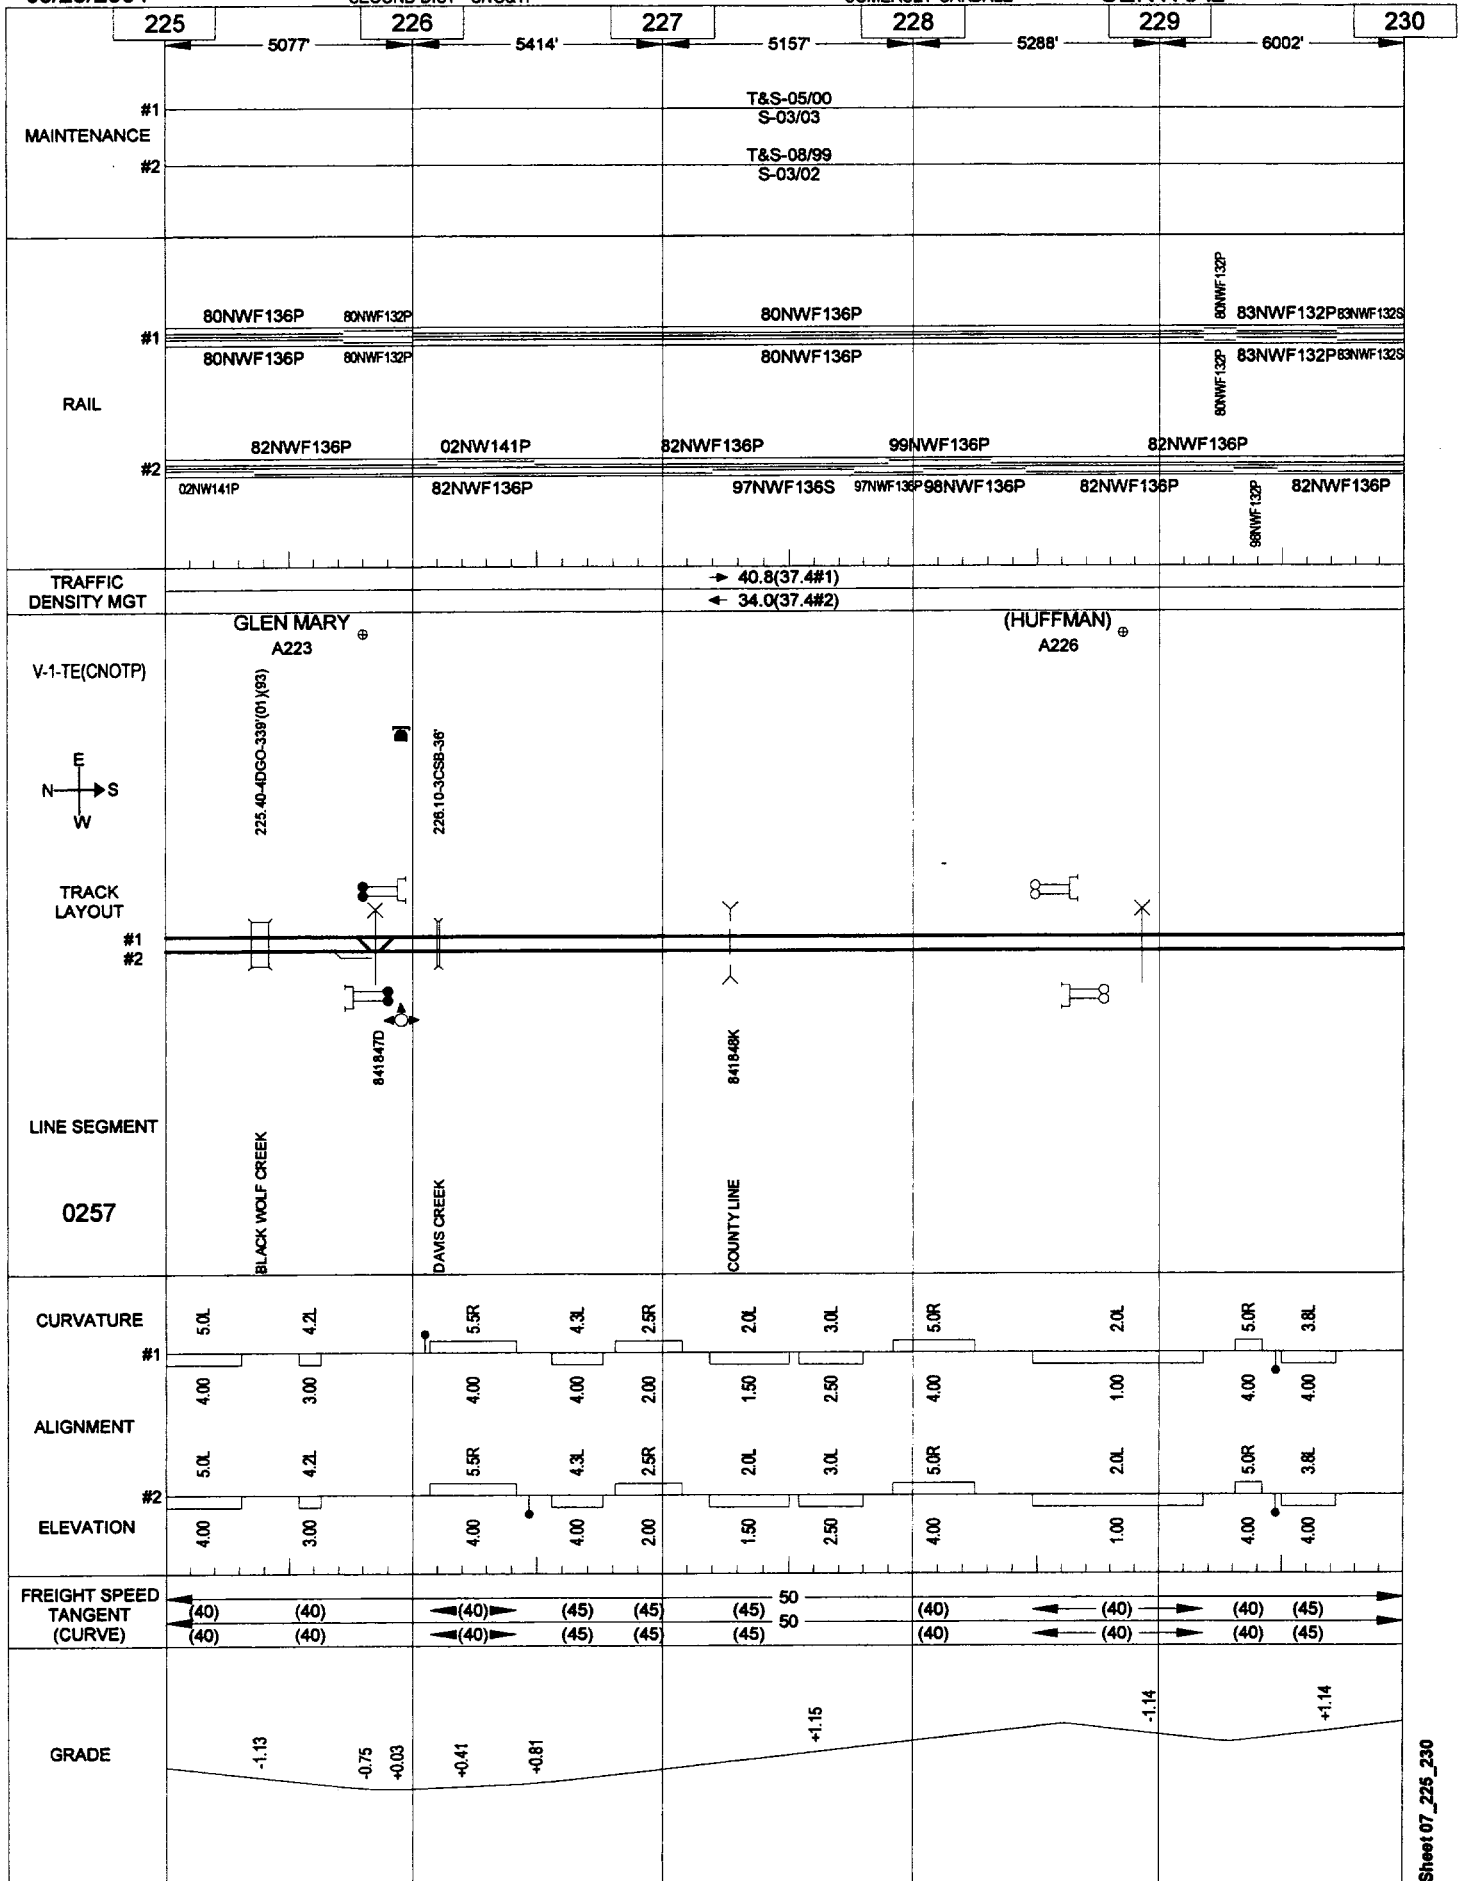 225 226 227 228 229 230
5077' 5414' 5157' 5288' 6002'
#1 T&S-05/00
S-03/03
MAINTENANCE
#2 T&S-08/99
S-03/02
80NWF132P
80NWF136P 80NWF132P 80NWF136P 83NWF132P 83NWF132S
#1
80NWF136P 80NWF132P 80NWF136P 83NWF132P 83NWF132S
80NWF132P
RAIL
82NWF136P 02NW141P 82NWF136P 99NWF136P 82NWF136P
#2
02NW141P 82NWF136P 97NWF136S 97NWF136P 98NWF136P 82NWF136P 82NWF136P
98NWF132P
TRAFFIC
DENSITY MGT
40.8(37.4#1)
34.0(37.4#2)
GLEN MARY
A223
(HUFFMAN)
A226
V-1-TE(CNOTP)
225.40-4DGO-339'(01)(93)
226.10-3CSB-36'
E
N S
W
TRACK
LAYOUT
#1
#2
841847D
841848K
LINE SEGMENT
0257
BLACK WOLF CREEK
DAVIS CREEK
COUNTY LINE
CURVATURE
5.0L 4.2L 5.5R 4.3L 2.5R 2.0L 3.0L 5.0R 2.0L 5.0R 3.8L
#1
4.00 3.00 4.00 4.00 2.00 1.50 2.50 4.00 1.00 4.00 4.00
ALIGNMENT
5.0L 4.2L 5.5R 4.3L 2.5R 2.0L 3.0L 5.0R 2.0L 5.0R 3.8L
#2
ELEVATION
4.00 3.00 4.00 4.00 2.00 1.50 2.50 4.00 1.00 4.00 4.00
FREIGHT SPEED
TANGENT
(CURVE)
50
(40) (40) (40) (45) (45) (45) (40) (40) (40) (45)
50
(40) (40) (40) (45) (45) (45) (40) (40) (40) (45)
GRADE
-1.13 -0.75 +0.03 +0.41 +0.81 +1.15 -1.14 +1.14
Sheet 07_225_230